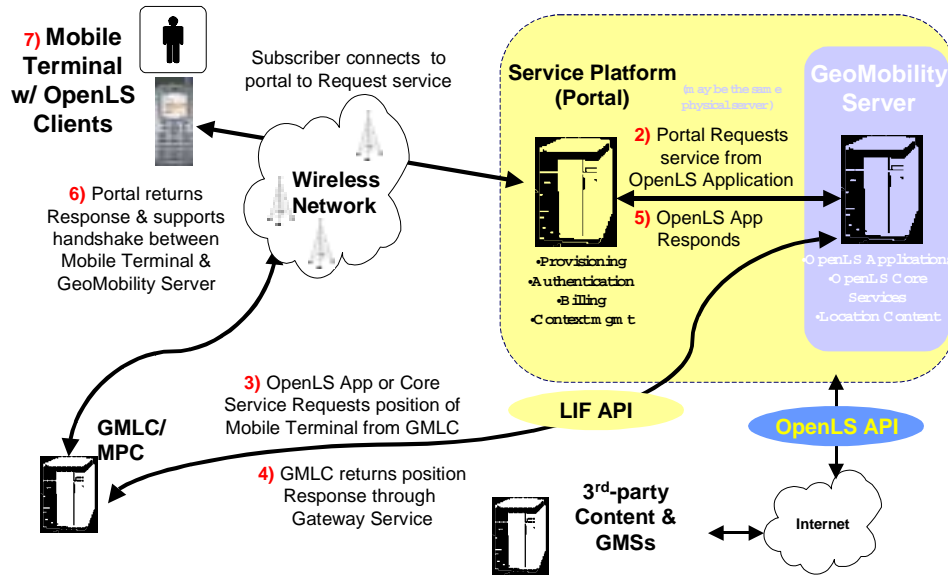 7) Mobile
Terminal
w/ OpenLS
Clients
Subscriber connects to
portal to Request service
Service Platform
(Portal)
(may be the same
physical server)
GeoMobility
Server
2) Portal Requests
service from
OpenLS Application
5) OpenLS App
Responds
Wireless
Network
6) Portal returns
Response & supports
handshake between
Mobile Terminal &
GeoMobility Server
•Provisioning
•Authentication
•Billing
•Context mgmt
•OpenLS Applications
•OpenLS Core
Services
•Location Content
3) OpenLS App or Core
Service Requests position of
Mobile Terminal from GMLC
LIF API
OpenLS API
GMLC/
MPC
4) GMLC returns position
Response through
Gateway Service
3rd-party
Content &
GMSs
Internet